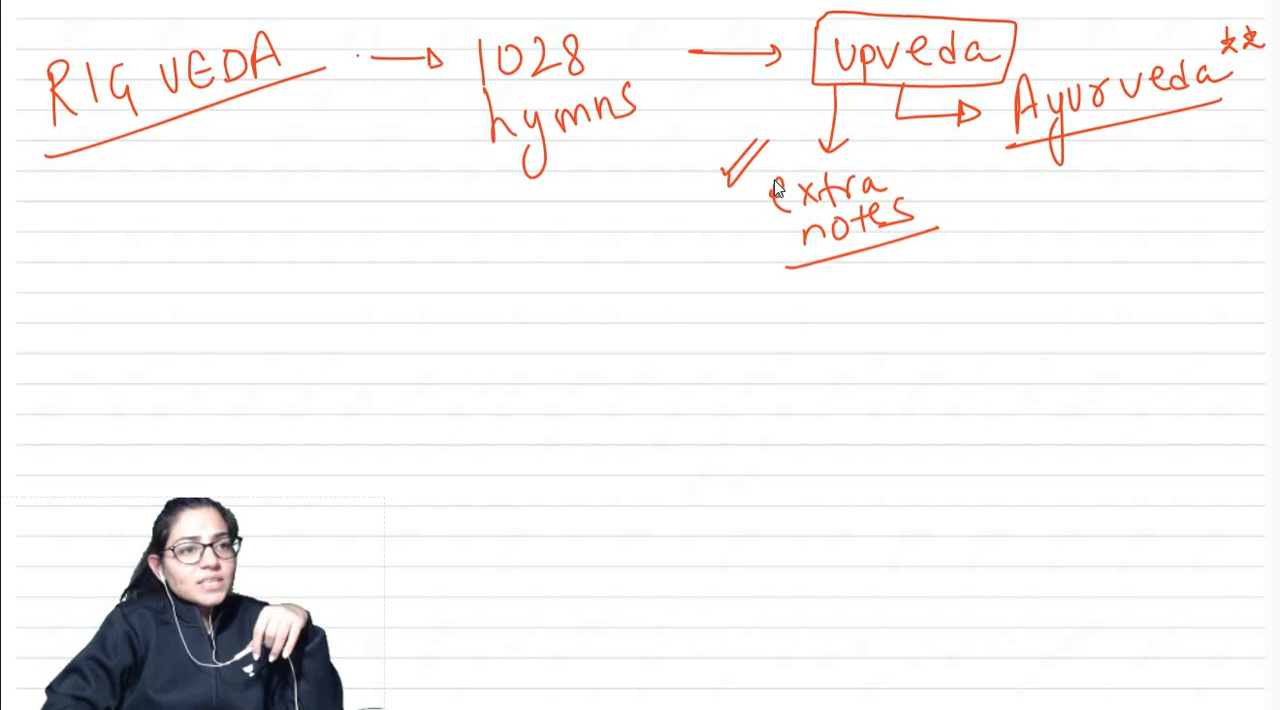 RIG VEDA → 1028 → Upveda
hymns
Ayurveda**
extra
notes